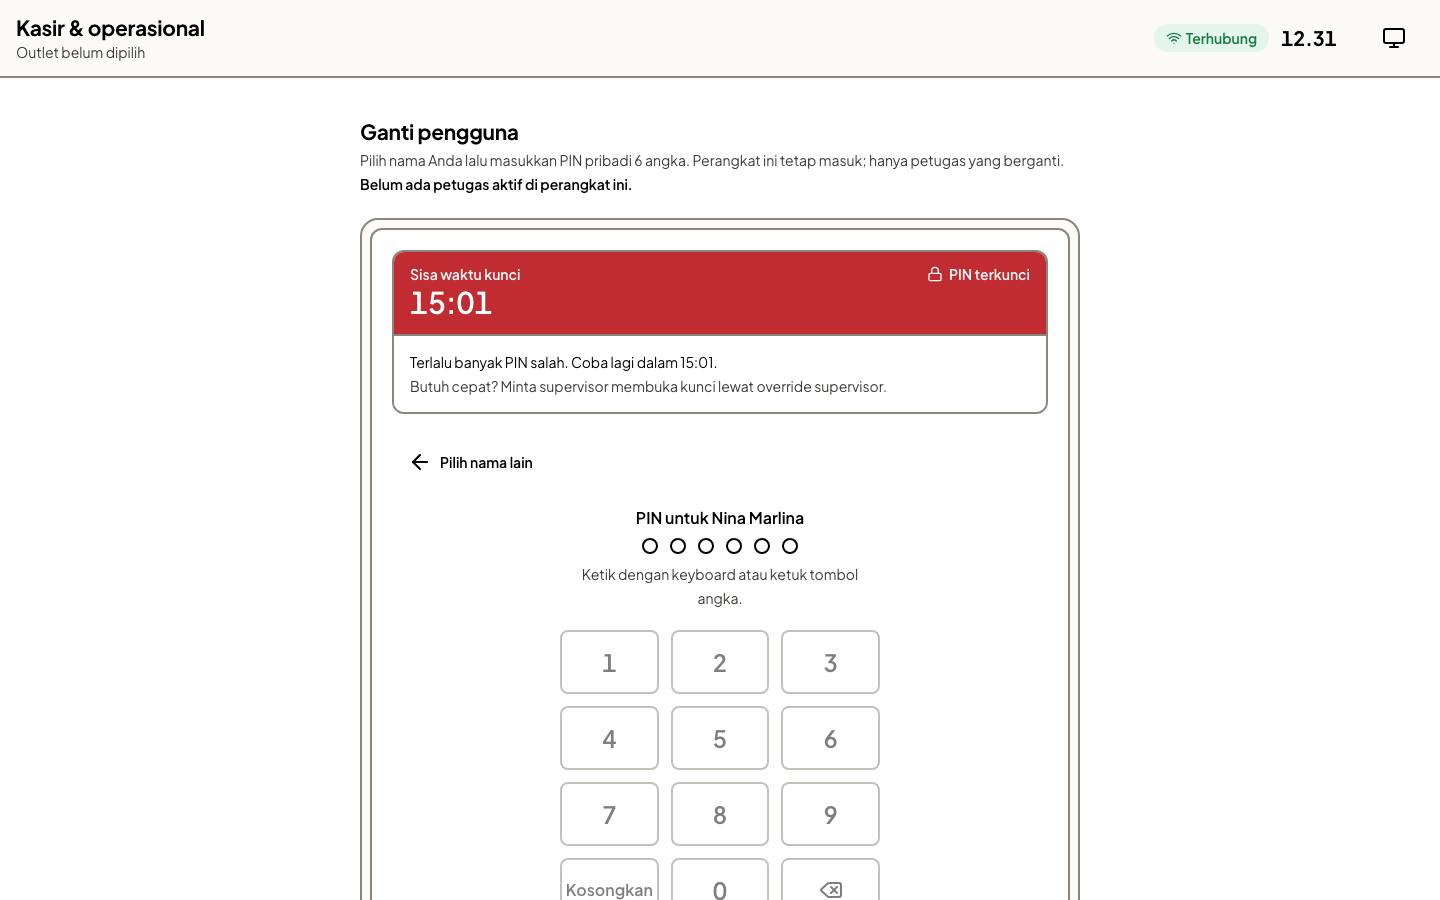 Kasir & operasional
Outlet belum dipilih
Terhubung
12.31
Ganti pengguna
Pilih nama Anda lalu masukkan PIN pribadi 6 angka. Perangkat ini tetap masuk; hanya petugas yang berganti.
Belum ada petugas aktif di perangkat ini.
Sisa waktu kunci
PIN terkunci
15:01
Terlalu banyak PIN salah. Coba lagi dalam 15:01.
Butuh cepat? Minta supervisor membuka kunci lewat override supervisor.
Pilih nama lain
PIN untuk Nina Marlina
Ketik dengan keyboard atau ketuk tombol
angka.
1 2 3
4 5 6
7 8 9
Kosongkan 0